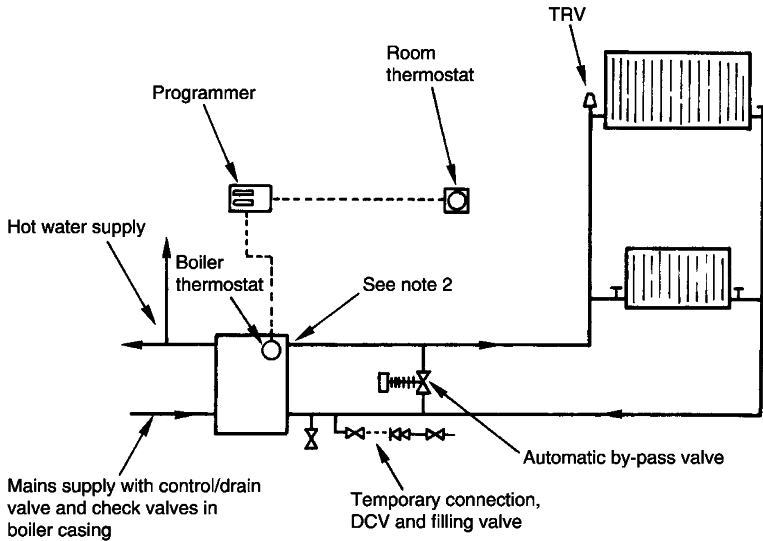 TRV
Room
thermostat
Programmer
Hot water supply
Boiler
thermostat
See note 2
Automatic by-pass valve
Mains supply with control/drain
valve and check valves in
boiler casing
Temporary connection,
DCV and filling valve